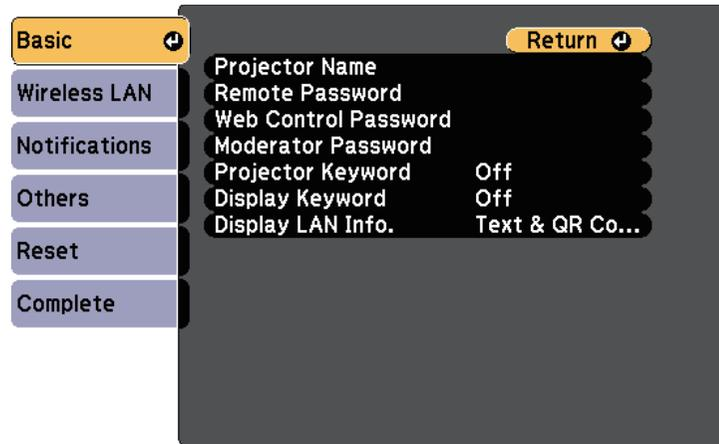 Basic
Wireless LAN
Notifications
Others
Reset
Complete
Return
Projector Name
Remote Password
Web Control Password
Moderator Password
Projector Keyword Off
Display Keyword Off
Display LAN Info. Text & QR Co...